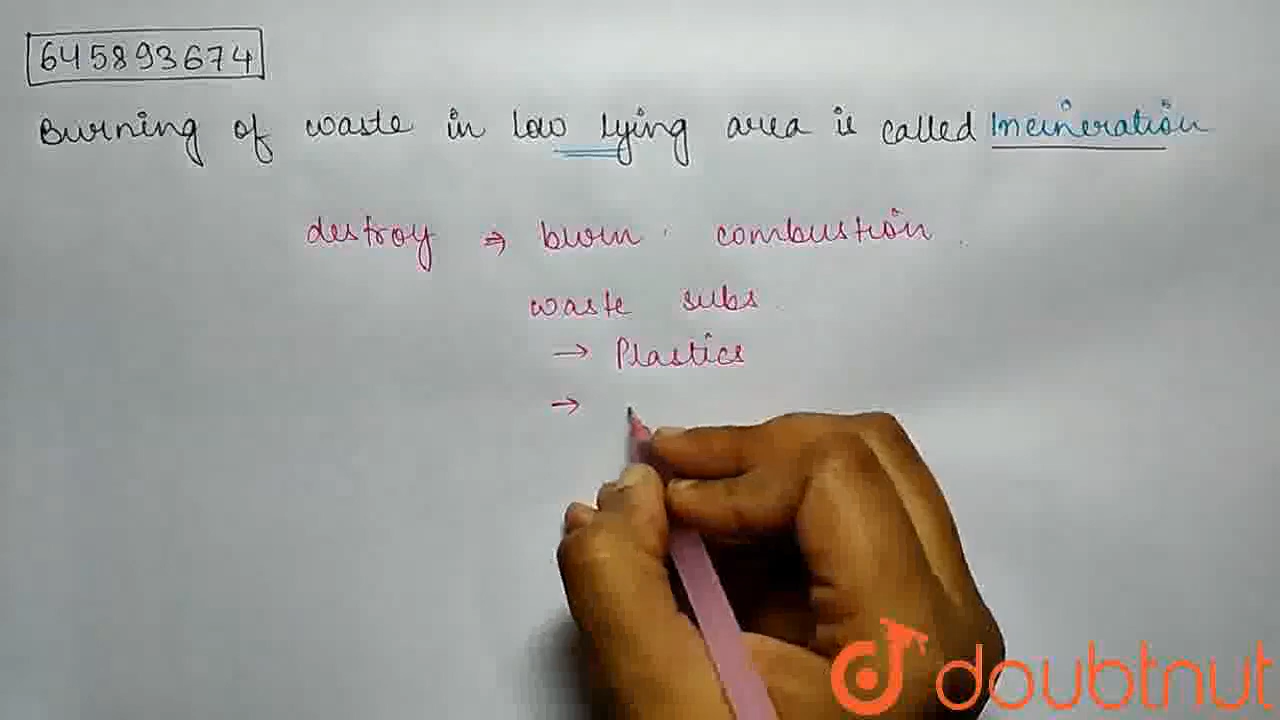 645893674
Burning of waste in low lying area is called Incineration
destroy ⇒ burn. combustion.
waste subs.
→ Plastics
→
doubtnut